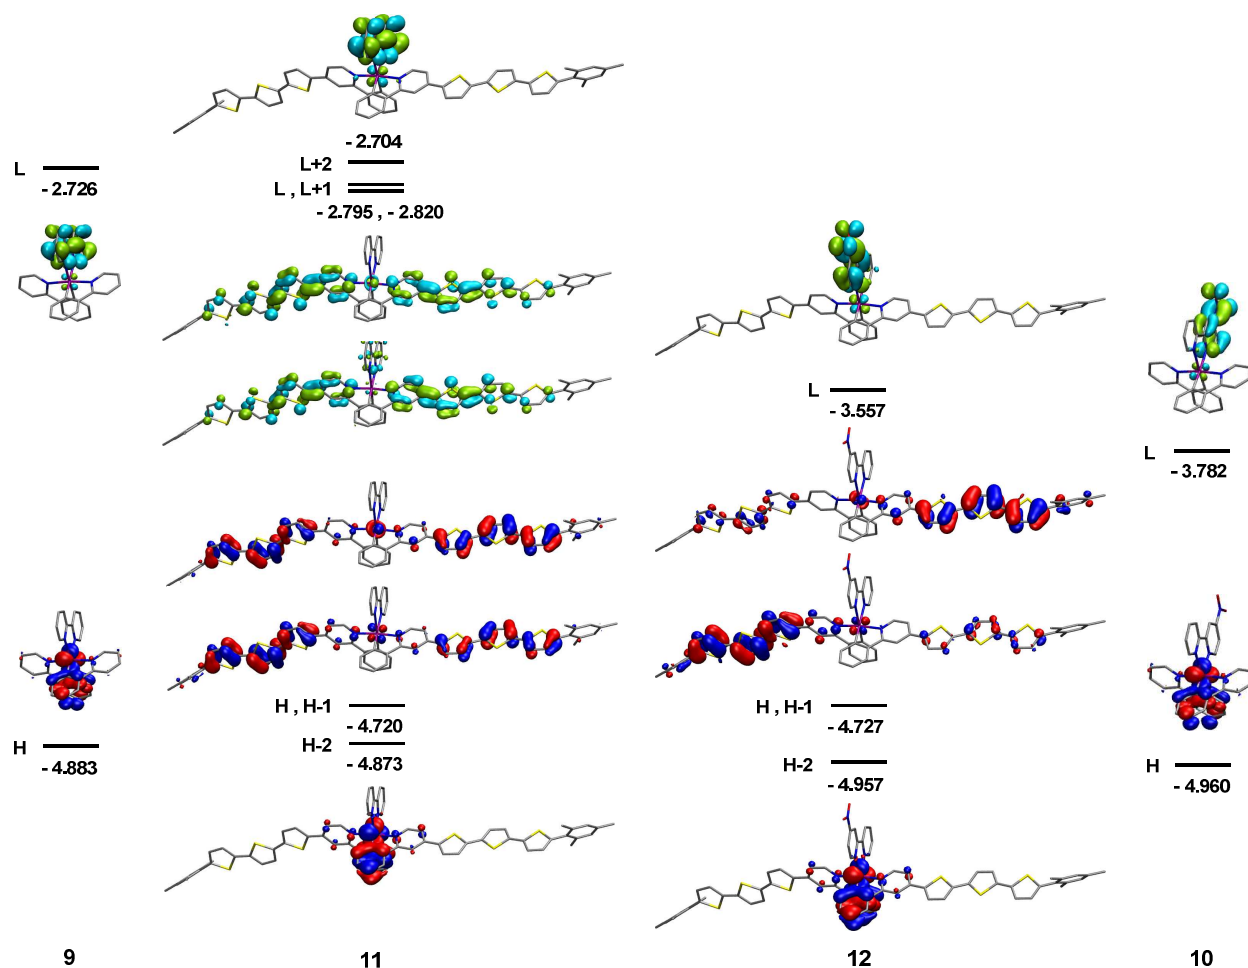 - 2.704
L+2
L
- 2.726
L , L+1
- 2.795 , - 2.820
L
- 3.557
L
- 3.782
H , H-1
- 4.720
H-2
- 4.873
H
- 4.883
H , H-1
- 4.727
H-2
- 4.957
H
- 4.960
9
11
12
10